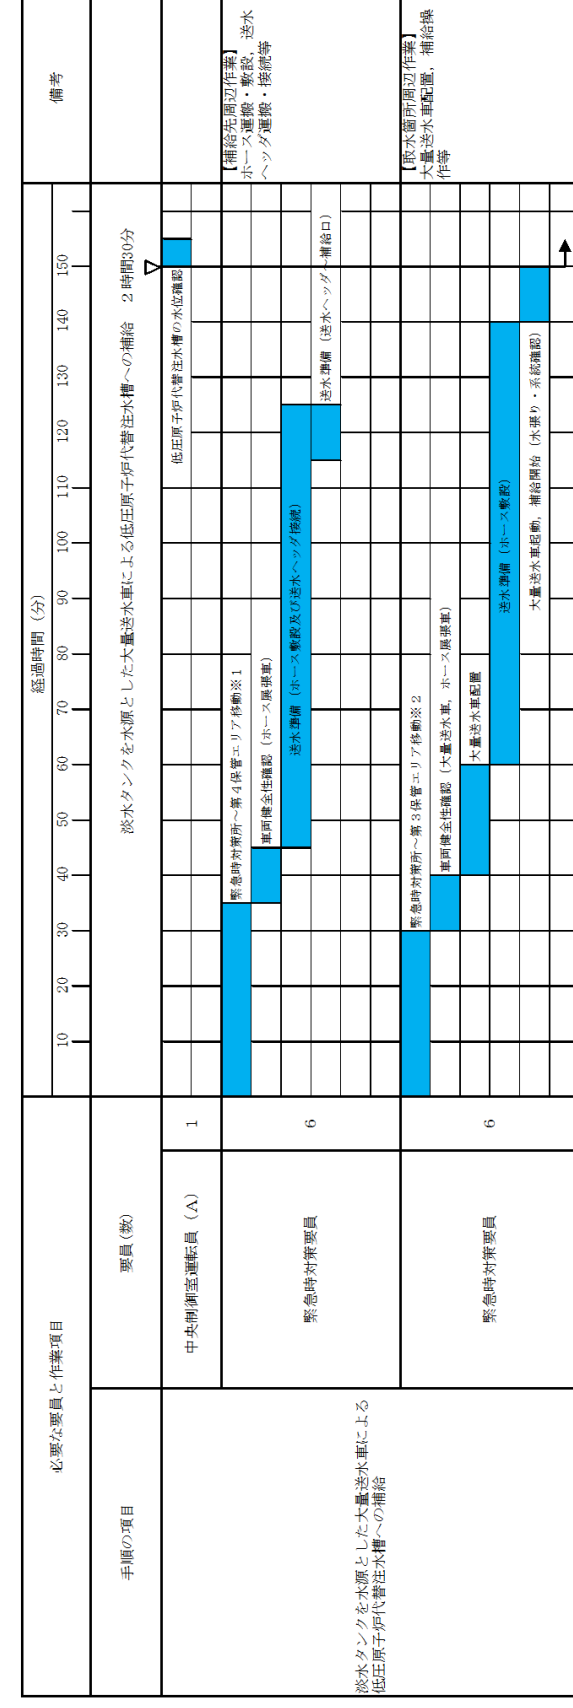 必要な要員と作業項目
経過時間（分）
備考
10 20 30 40 50 60 70 80 90 100 110 120 130 140 150
手順の項目
要員(数)
淡水タンクを水源とした大量送水車による低圧原子炉代替注水槽への補給　２時間30分
淡水タンクを水源とした大量送水車による
低圧原子炉代替注水槽への補給
中央制御室運転員（A）
1
低圧原子炉代替注水槽の水位確認
緊急時対策要員
6
緊急時対策所～第４保管エリア移動※１
車両健全性確認（ホース展張車）
送水準備（ホース敷設及び送水ヘッダ接続）
送水準備（送水ヘッダ～補給口）
【補給先周辺作業】
ホース運搬・敷設，送水
ヘッダ運搬・接続等
緊急時対策要員
6
緊急時対策所～第３保管エリア移動※２
車両健全性確認（大量送水車，ホース展張車）
大量送水車配置
送水準備（ホース敷設）
大量送水車起動，補給開始（水張り・系統確認）
【取水箇所周辺作業】
大量送水車配置，補給操
作等